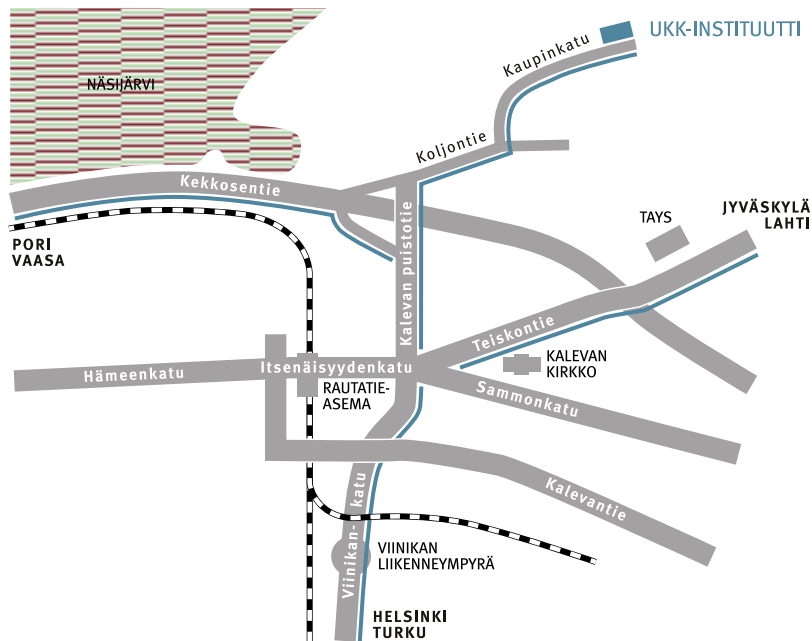 Kaupinkatu
UKK-INSTITUUTTI
NÄSIJÄRVI
Koljontie
Kekkosentie
PORI
VAASA
Kalevan puistotie
TAYS
JYVÄSKYLÄ
LAHTI
Teiskontie
Hämeenkatu
Itsenäisyydenkatu
RAUTATIE-
ASEMA
KALEVAN
KIRKKO
Sammonkatu
Kalevantie
Viinikan-
katu
VIINIKAN
LIIKENNEYMPYRÄ
HELSINKI
TURKU